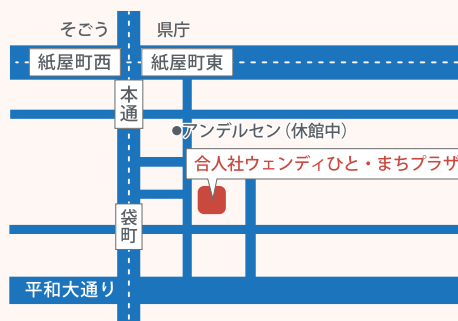 そごう
県庁
紙屋町西
紙屋町東
本通
●アンデルセン(休館中)
合人社ウェンディひと・まちプラザ
袋町
平和大通り